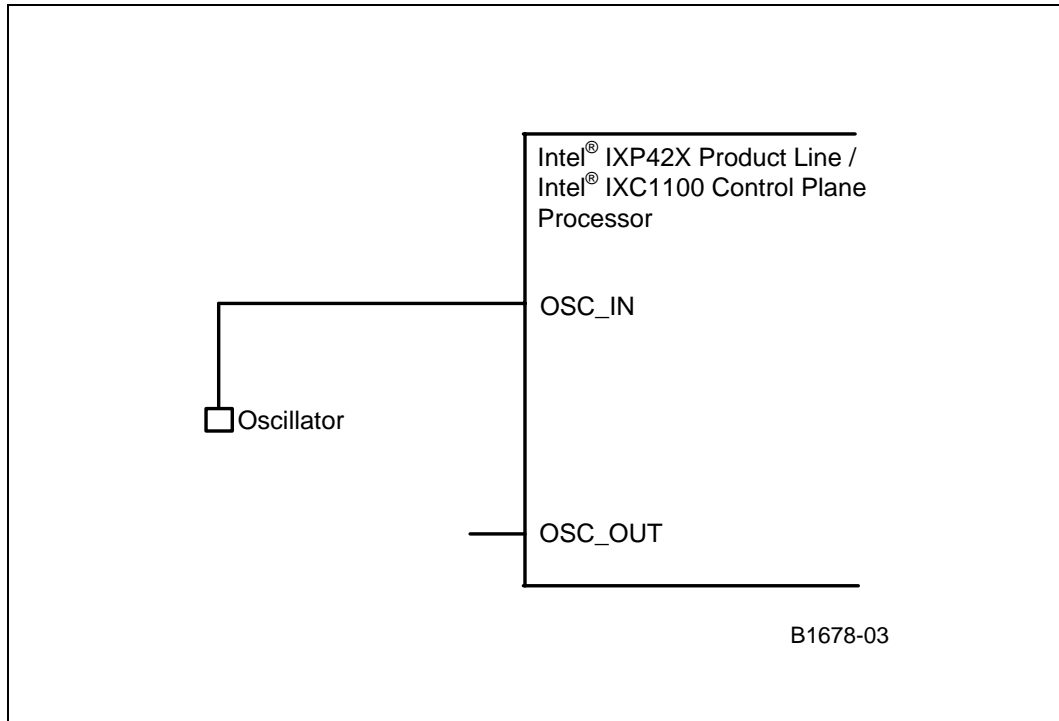 Intel® IXP42X Product Line /
Intel® IXC1100 Control Plane
Processor
OSC_IN
Oscillator
OSC_OUT
B1678-03